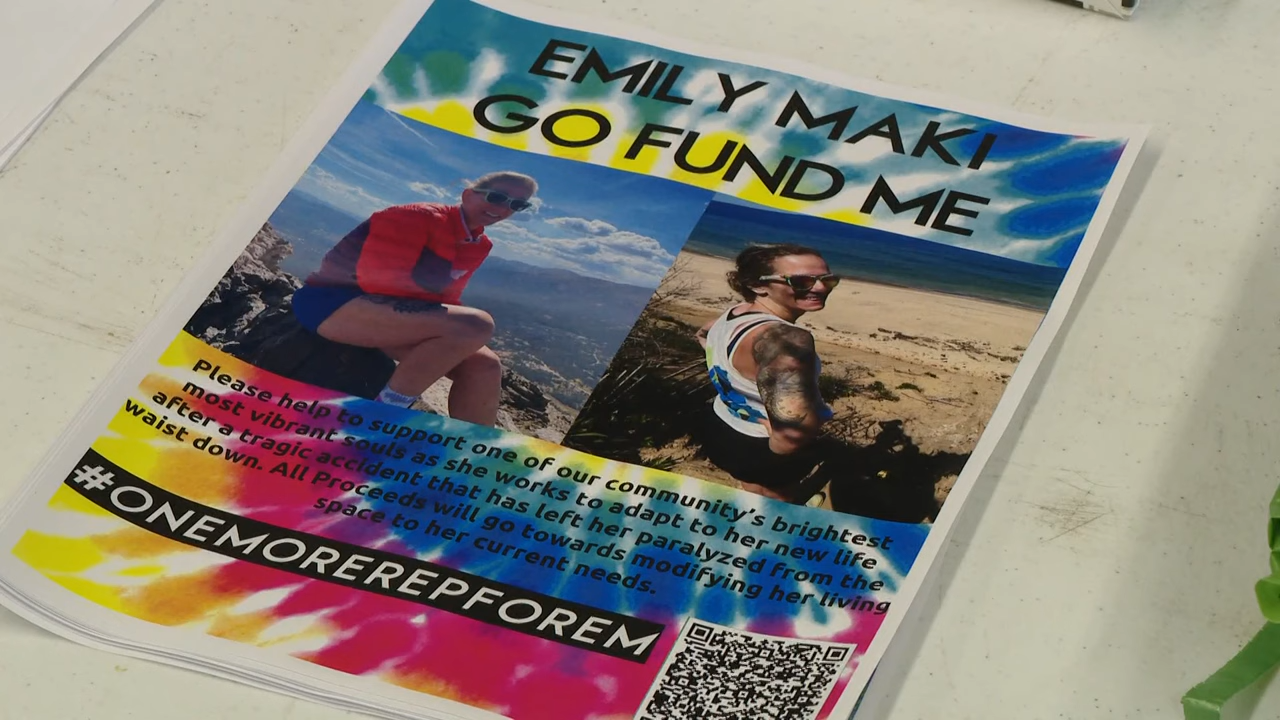 EMILY MAKI
GO FUND ME
Please help to support one of our community's brightest
most vibrant souls as she works to adapt to her new life
after a tragic accident that has left her paralyzed from the
waist down. All Proceeds will go towards modifying her living
space to her current needs.
#ONEMOREREPFOREM